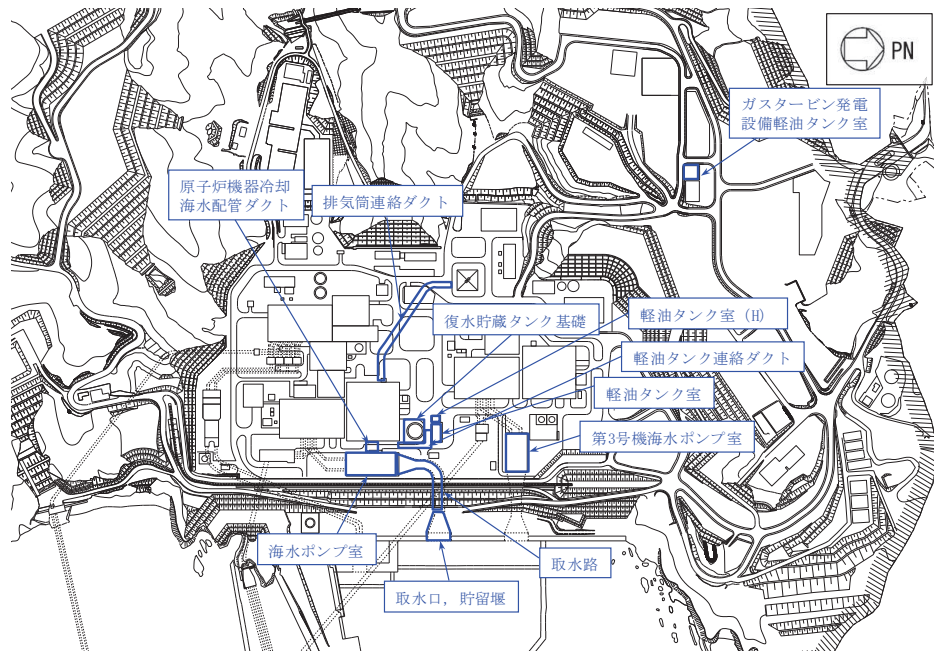 PN
ガスタービン発電
設備軽油タンク室
原子炉機器冷却
海水配管ダクト
排気筒連絡ダクト
復水貯蔵タンク基礎
軽油タンク室（H）
軽油タンク連絡ダクト
軽油タンク室
第3号機海水ポンプ室
海水ポンプ室
取水路
取水口，貯留堰